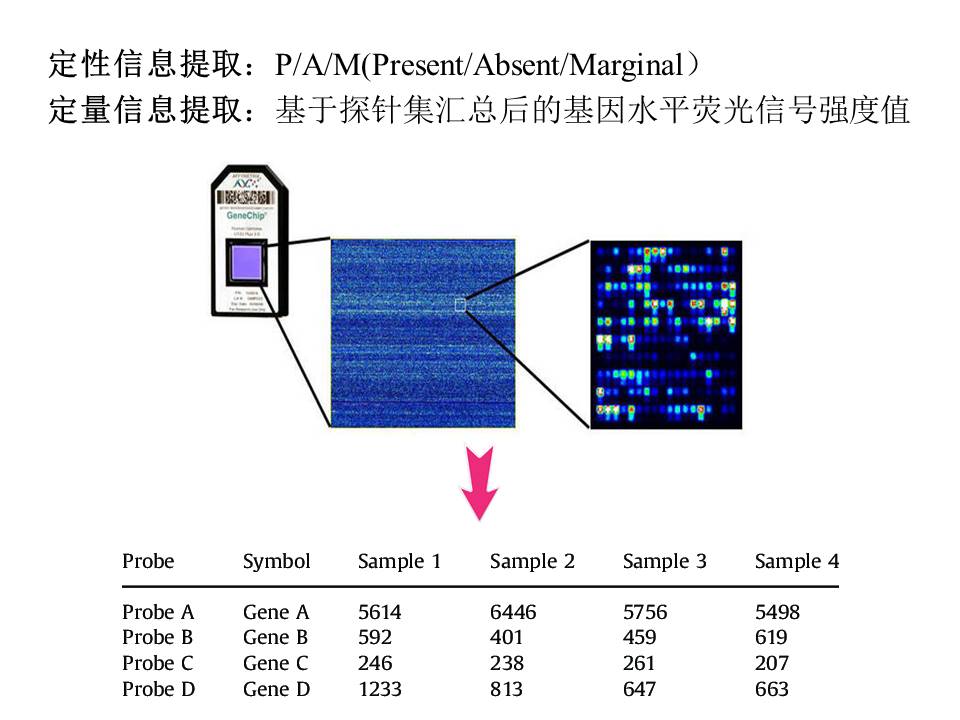 定性信息提取：P/A/M(Present/Absent/Marginal）
定量信息提取：基于探针集汇总后的基因水平荧光信号强度值
AFFYMETRIX
GeneChip
Probe Symbol Sample 1 Sample 2 Sample 3 Sample 4
Probe A Gene A 5614 6446 5756 5498
Probe B Gene B 592 401 459 619
Probe C Gene C 246 238 261 207
Probe D Gene D 1233 813 647 663